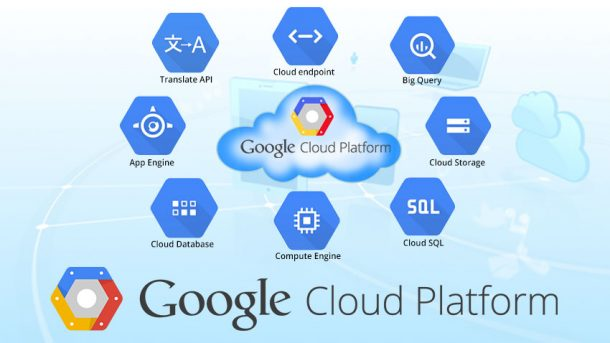 文→A
Translate API
Cloud endpoint
Big Query
App Engine
Google Cloud Platform
Cloud Storage
Cloud Database
Compute Engine
SQL
Cloud SQL
Google Cloud Platform